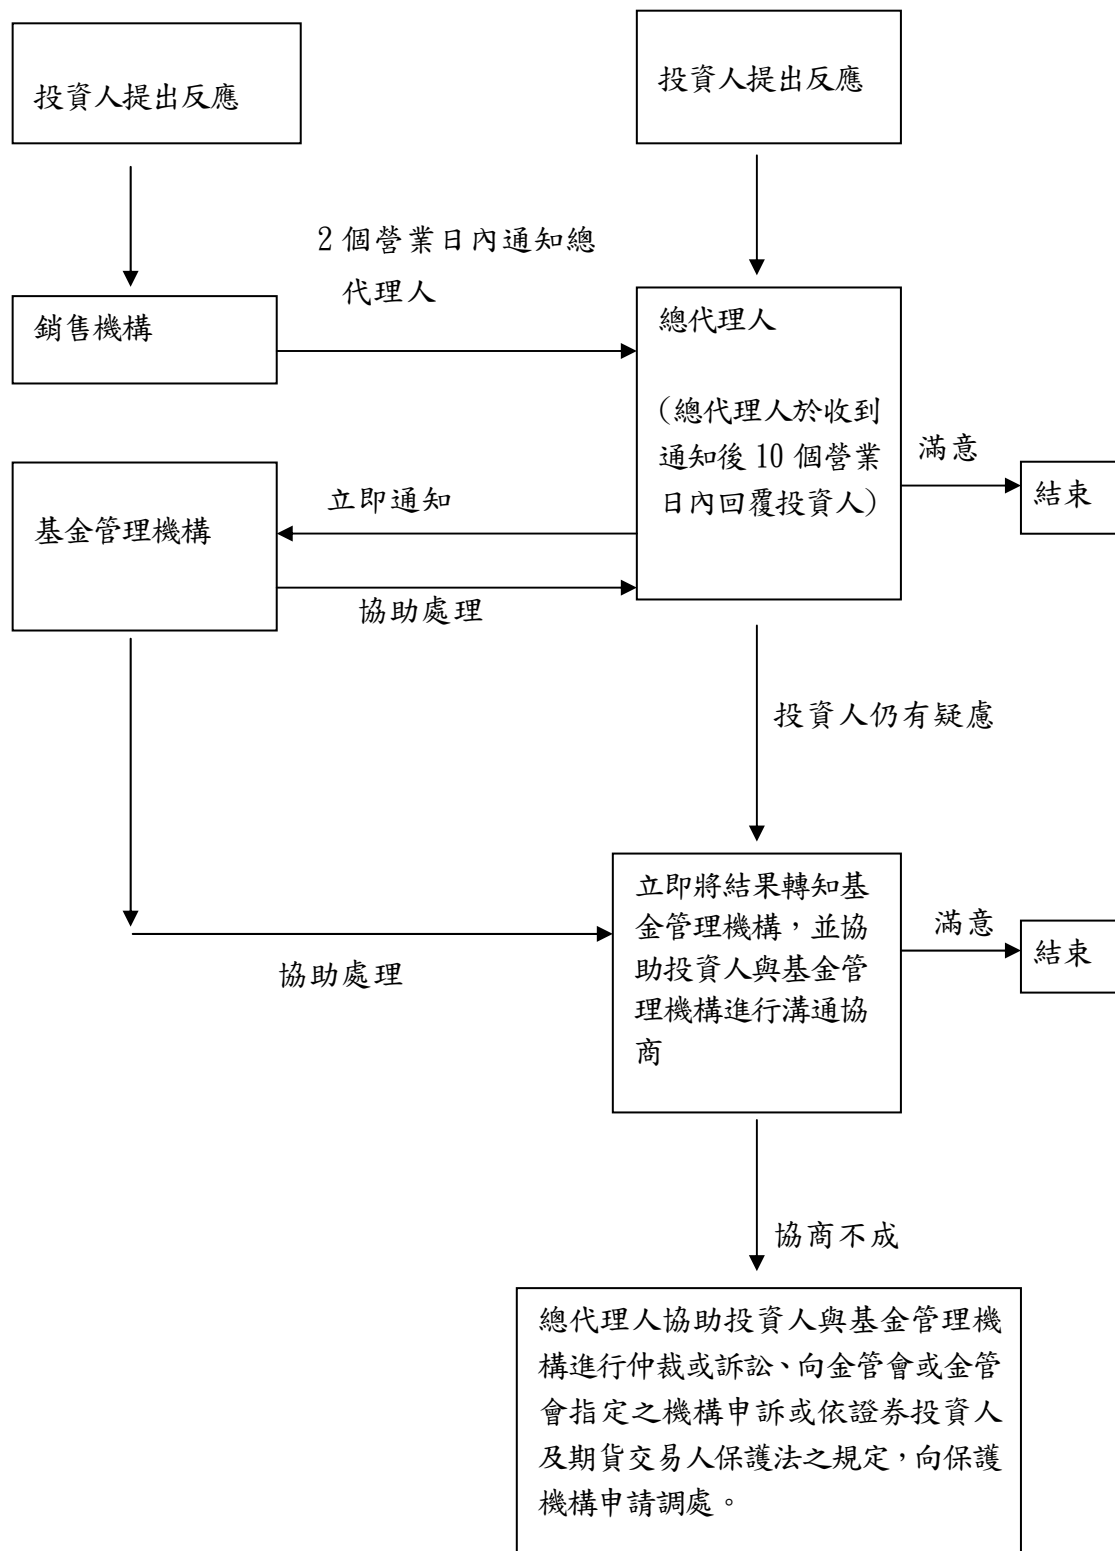 投資人提出反應
投資人提出反應
2 個營業日內通知總
代理人
銷售機構
總代理人
(總代理人於收到
通知後 10 個營業
日內回覆投資人)
滿意
結束
基金管理機構
立即通知
協助處理
投資人仍有疑慮
立即將結果轉知基
金管理機構，並協
助投資人與基金管
理機構進行溝通協
商
滿意
結束
協助處理
協商不成
總代理人協助投資人與基金管理機
構進行仲裁或訴訟、向金管會或金管
會指定之機構申訴或依證券投資人
及期貨交易人保護法之規定，向保護
機構申請調處。